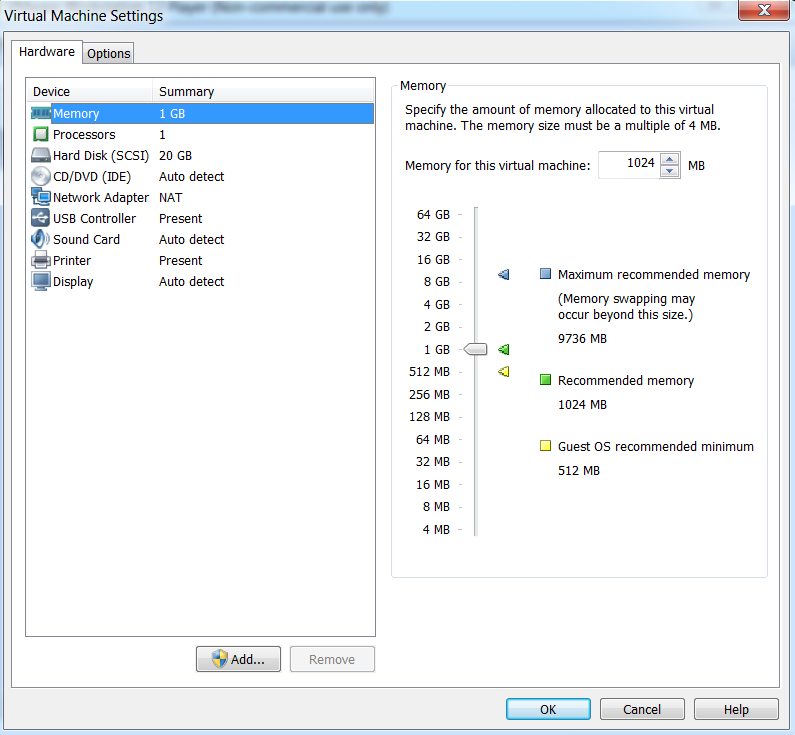 Player (Non-commercial use only)
Virtual Machine Settings
Hardware
Options
Device Summary
Memory 1 GB
Processors 1
Hard Disk (SCSI) 20 GB
CD/DVD (IDE) Auto detect
Network Adapter NAT
USB Controller Present
Sound Card Auto detect
Printer Present
Display Auto detect
Add...
Remove
Memory
Specify the amount of memory allocated to this virtual
machine. The memory size must be a multiple of 4 MB.
Memory for this virtual machine: 1024 MB
64 GB
32 GB
16 GB
8 GB
4 GB
2 GB
1 GB
512 MB
256 MB
128 MB
64 MB
32 MB
16 MB
8 MB
4 MB
Maximum recommended memory
(Memory swapping may
occur beyond this size.)
9736 MB
Recommended memory
1024 MB
Guest OS recommended minimum
512 MB
OK
Cancel
Help